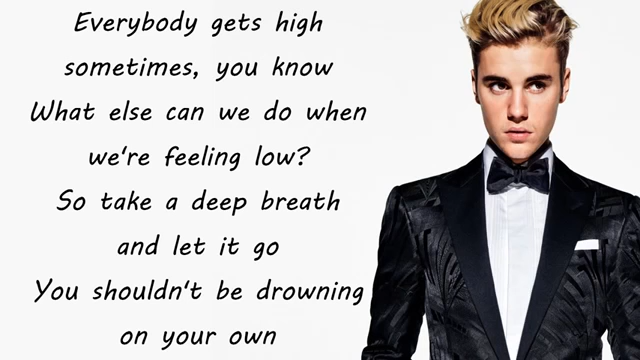 Everybody gets high
sometimes, you know
What else can we do when
we're feeling low?
So take a deep breath
and let it go
You shouldn't be drowning
on your own